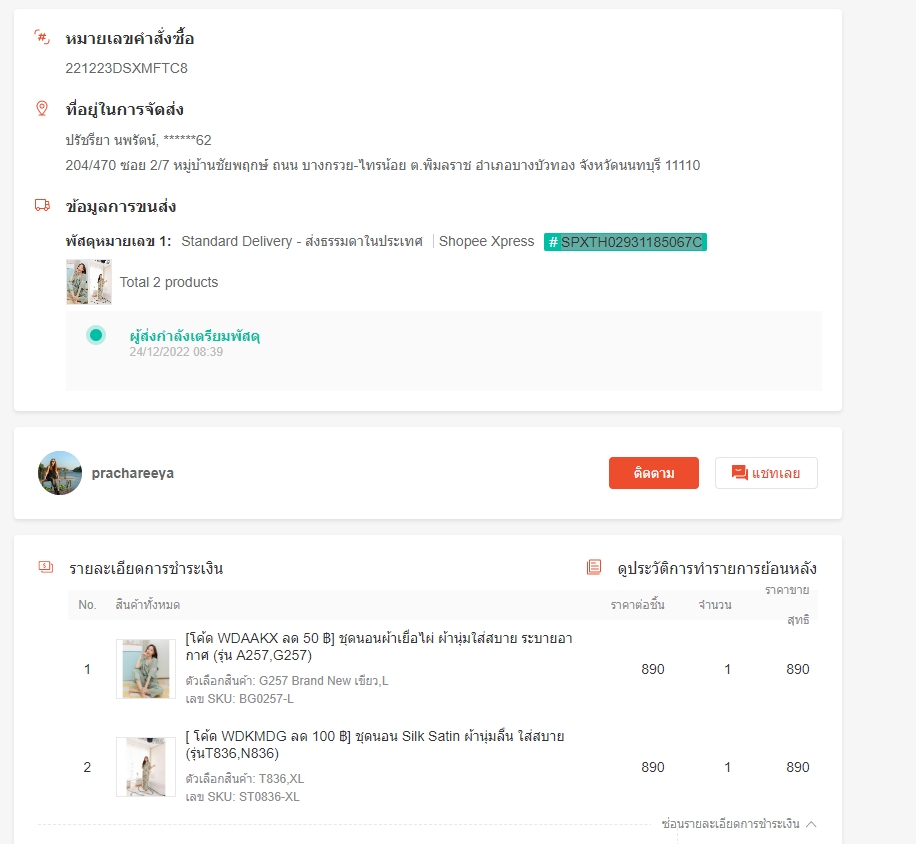 หมายเลขคำสั่งซื้อ
221223DSXMFTC8
ที่อยู่ในการจัดส่ง
ปรัชรียา นพรัตน์, ******62
204/470 ซอย 2/7 หมู่บ้านชัยพฤกษ์ ถนน บางกรวย-ไทรน้อย ต.พิมลราช อำเภอบางบัวทอง จังหวัดนนทบุรี 11110
ข้อมูลการขนส่ง
พัสดุหมายเลข 1: Standard Delivery - ส่งธรรมดาในประเทศ | Shopee Xpress # SPXTH02931185067C
Total 2 products
ผู้ส่งกำลังเตรียมพัสดุ
24/12/2022 08:39
prachareeya
ติดตาม
แชทเลย
รายละเอียดการชำระเงิน
ดูประวัติการทำรายการย้อนหลัง
No. สินค้าทั้งหมด ราคาต่อชิ้น จำนวน ราคาขายสุทธิ
[โค้ด WDAAKX ลด 50 ฿] ชุดนอนผ้าเยื่อไผ่ ผ้านุ่มใส่สบาย ระบายอา
กาศ (รุ่น A257,G257)
1 890 1 890
ตัวเลือกสินค้า: G257 Brand New เขียว,L
เลข SKU: BG0257-L
[ โค้ด WDKMDG ลด 100 ฿] ชุดนอน Silk Satin ผ้านุ่มลื่น ใส่สบาย
(รุ่นT836,N836)
2 890 1 890
ตัวเลือกสินค้า: T836,XL
เลข SKU: ST0836-XL
ซ่อนรายละเอียดการชำระเงิน